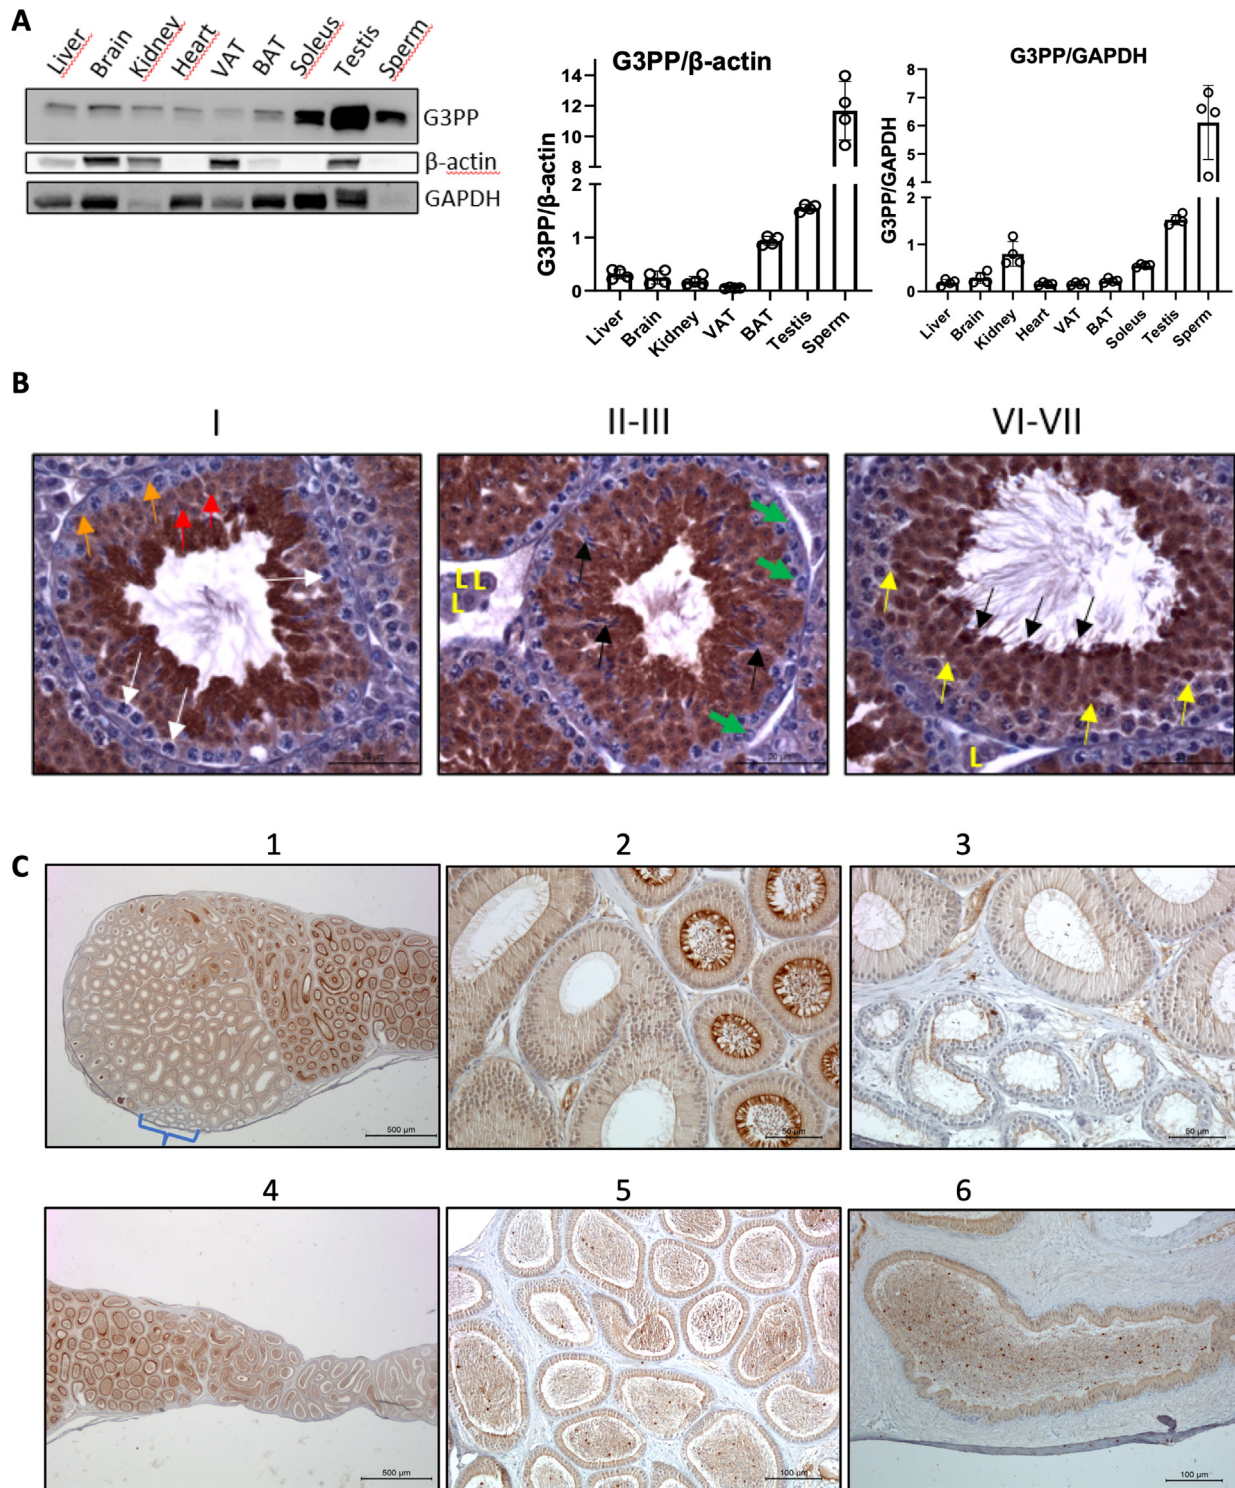 A
Liver Brain Kidney Heart VAT BAT Soleus Testis Sperm
G3PP
β-actin
GAPDH
G3PP/β-actin
G3PP/β-actin
14
12
10
8
2
1
0
Liver Brain Kidney VAT BAT Testis Sperm
G3PP/GAPDH
G3PP/GAPDH
8
7
6
5
4
2
1
0
Liver Brain Kidney Heart VAT BAT Soleus Testis Sperm
B
I II-III VI-VII
L L
L
20 µm
L
C
1 2 3
500 µm
50 µm
50 µm
4 5 6
500 µm
100 µm
100 µm